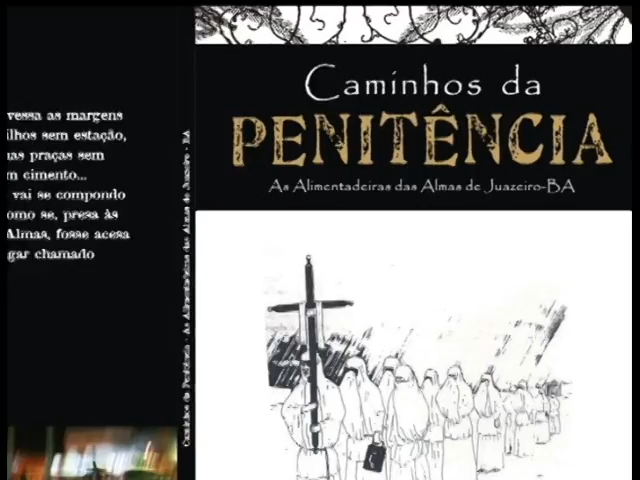 vessa as margens
ilhos sem estação,
nas praças sem
m cimento...
vai se compondo
omo se, presa às
Almas, fosse acesa
gar chamado
Caminhos da Penitência - As Alimentadeiras das Almas de Juazeiro - BA
Caminhos da
PENITÊNCIA
As Alimentadeiras das Almas de Juazeiro-BA